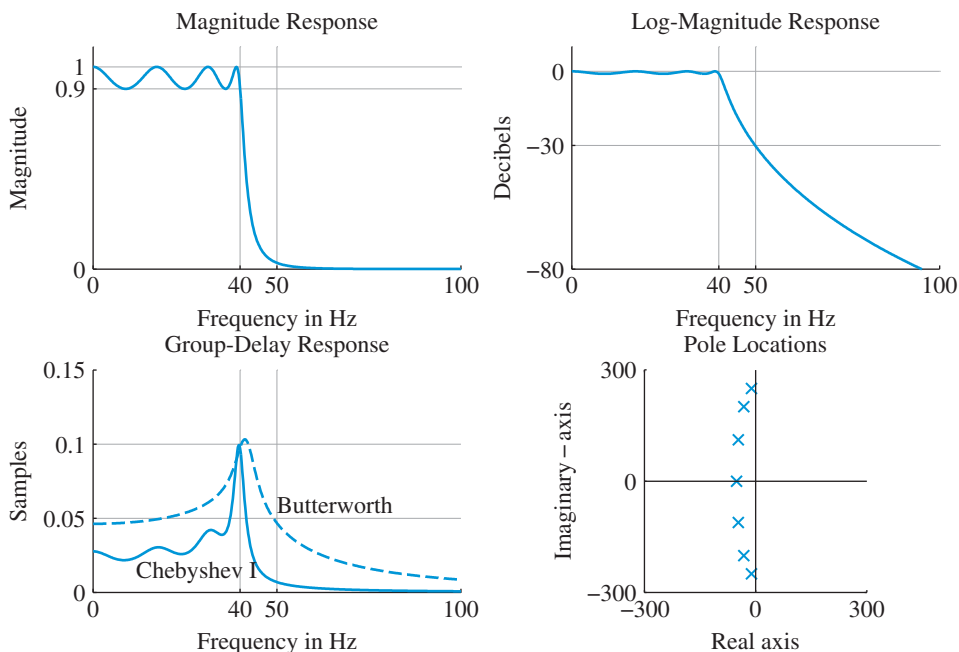 Magnitude Response
Magnitude
1
0.9
0
0 40 50 100
Frequency in Hz
Log-Magnitude Response
Decibels
0
−30
−80
0 40 50 100
Frequency in Hz
Group-Delay Response
Samples
0.15
0.1
0.05
0
Butterworth
Chebyshev I
0 40 50 100
Frequency in Hz
Pole Locations
Imaginary−axis
300
0
−300
−300 0 300
Real axis